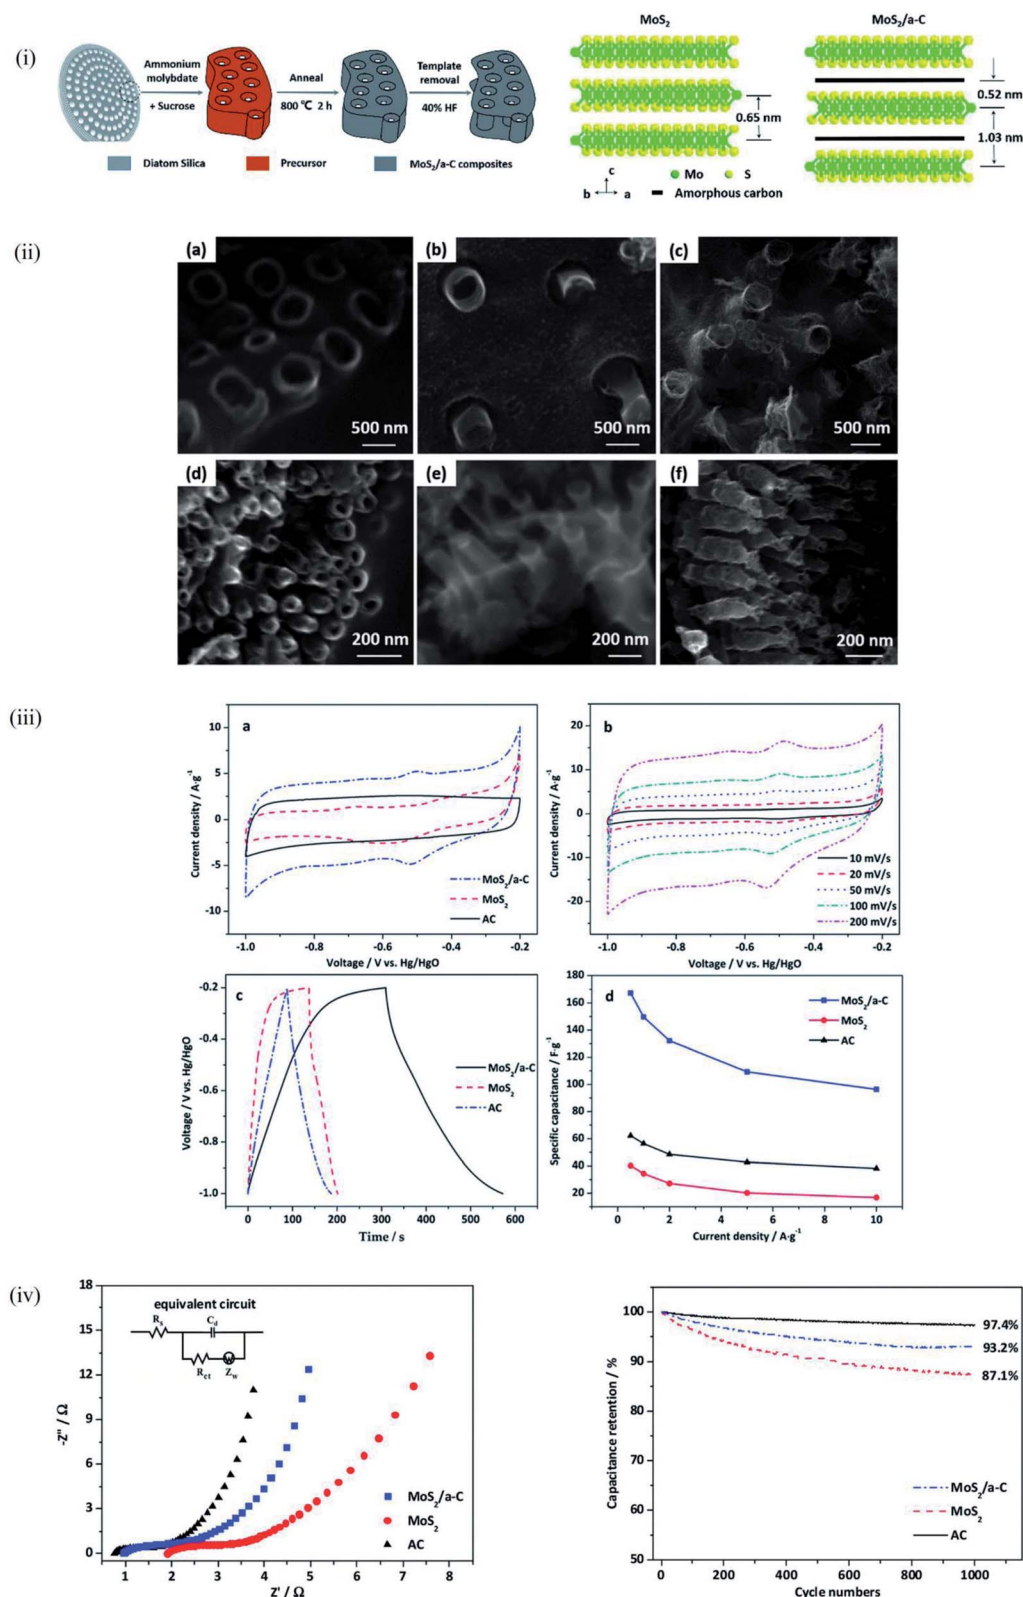 (i)
Ammonium
molybdate
+ Sucrose
Anneal
800 ℃ 2 h
Template
removal
40% HF
Diatom Silica
Precursor
MoS₂/a-C composites
MoS₂
0.65 nm
c
b
a
Mo
S
Amorphous carbon
MoS₂/a-C
0.52 nm
1.03 nm
(ii)
(a)
500 nm
(b)
500 nm
(c)
500 nm
(d)
200 nm
(e)
200 nm
(f)
200 nm
(iii)
a
Current density / A·g⁻¹
10
5
0
-5
-10
MoS₂/a-C
MoS₂
AC
-1.0
-0.8
-0.6
-0.4
-0.2
Voltage / V vs. Hg/HgO
b
Current density / A·g⁻¹
20
10
0
-10
-20
10 mV/s
20 mV/s
50 mV/s
100 mV/s
200 mV/s
-1.0
-0.8
-0.6
-0.4
-0.2
Voltage / V vs. Hg/HgO
c
Voltage / V vs. Hg/HgO
-0.2
-0.4
-0.6
-0.8
-1.0
MoS₂/a-C
MoS₂
AC
0
100
200
300
400
500
600
Time / s
d
Specific capacitance / F·g⁻¹
180
160
140
120
100
80
60
40
20
MoS₂/a-C
MoS₂
AC
0
2
4
6
8
10
Current density / A·g⁻¹
(iv)
-Z'' / Ω
18
15
12
9
6
3
0
equivalent circuit
Rₛ
C_d
R_ct
W
Z_w
MoS₂/a-C
MoS₂
AC
1
2
3
4
5
6
7
8
Z' / Ω
Capacitance retention / %
100
90
80
70
60
50
97.4%
93.2%
87.1%
MoS₂/a-C
MoS₂
AC
0
200
400
600
800
1000
Cycle numbers